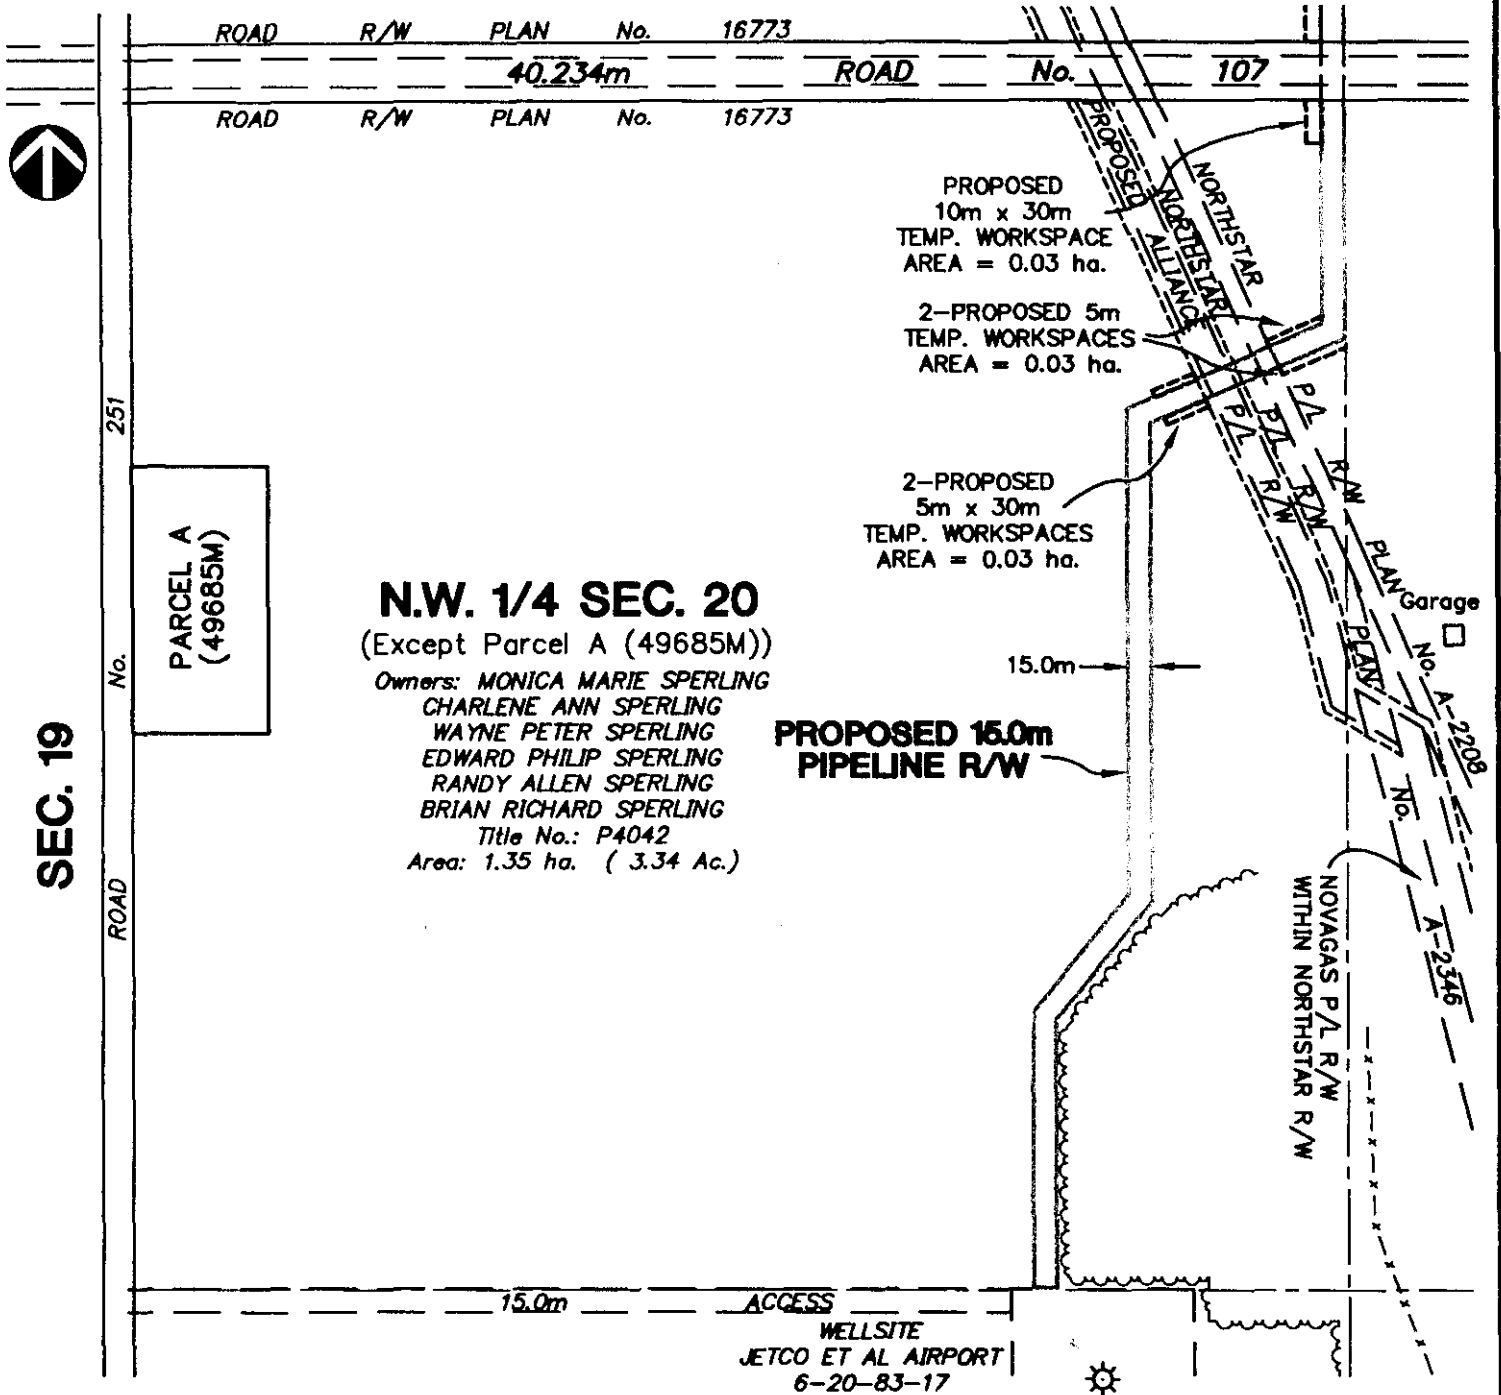 ROAD R/W PLAN No. 16773
40.234m ROAD No. 107
ROAD R/W PLAN No. 16773
PROPOSED
10m x 30m
TEMP. WORKSPACE
AREA = 0.03 ha.
2-PROPOSED 5m
TEMP. WORKSPACES
AREA = 0.03 ha.
2-PROPOSED
5m x 30m
TEMP. WORKSPACES
AREA = 0.03 ha.
PROPOSED ALLIANCE P/L R/W
NORTHSTAR P/L R/W PLAN No. A-2346
NORTHSTAR P/L R/W PLAN No. A-2208
Garage
ROAD No. 251
PARCEL A
(49685M)
SEC. 19
N.W. 1/4 SEC. 20
(Except Parcel A (49685M))
Owners: MONICA MARIE SPERLING
CHARLENE ANN SPERLING
WAYNE PETER SPERLING
EDWARD PHILIP SPERLING
RANDY ALLEN SPERLING
BRIAN RICHARD SPERLING
Title No.: P4042
Area: 1.35 ha. ( 3.34 Ac.)
15.0m
PROPOSED 15.0m
PIPELINE R/W
NOVAGAS P/L R/W
WITHIN NORTHSTAR R/W
15.0m ACCESS
WELLSITE
JETCO ET AL AIRPORT
6-20-83-17